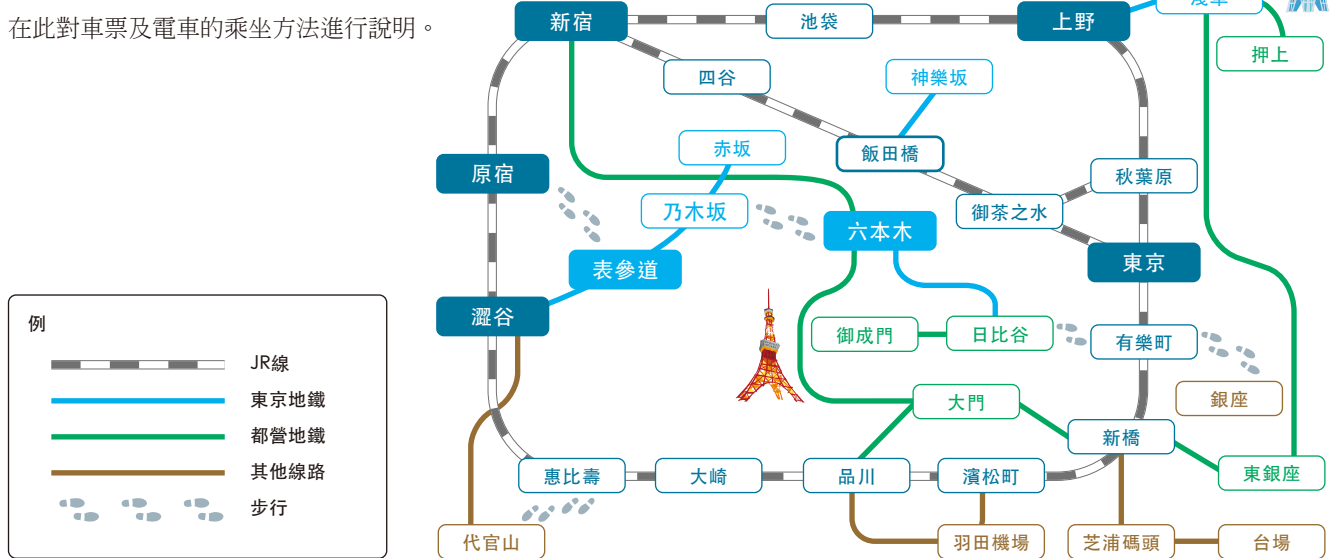 在此對車票及電車的乘坐方法進行說明。
新宿
池袋
上野
押上
四谷
神樂坂
赤坂
飯田橋
原宿
秋葉原
乃木坂
御茶之水
六本木
表參道
東京
澀谷
御成門
日比谷
有樂町
銀座
大門
新橋
惠比壽
大崎
品川
濱松町
東銀座
代官山
羽田機場
芝浦碼頭
台場
例
JR線
東京地鐵
都營地鐵
其他線路
步行